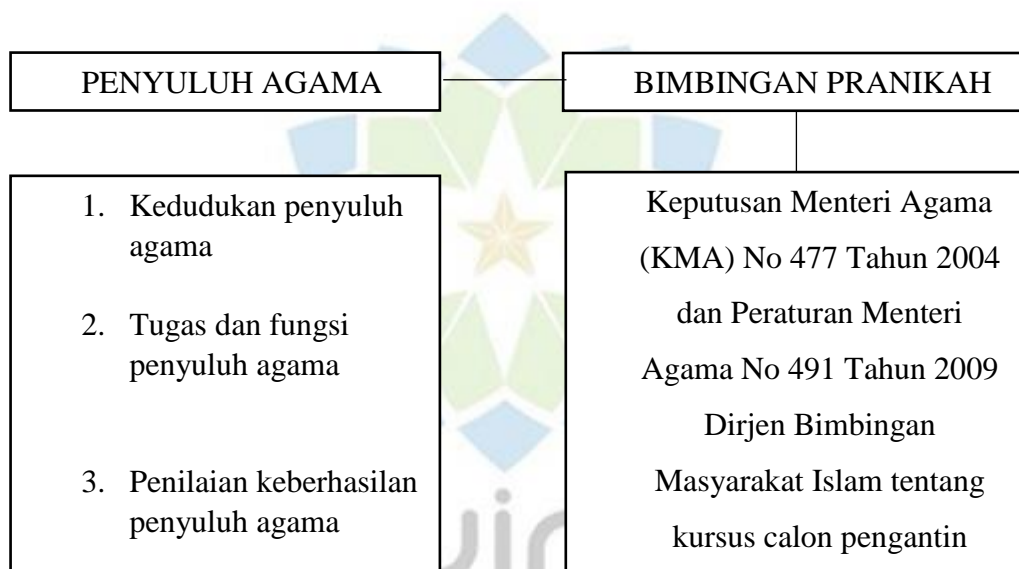 PENYULUH AGAMA
BIMBINGAN PRANIKAH
1. Kedudukan penyuluh
agama
2. Tugas dan fungsi
penyuluh agama
3. Penilaian keberhasilan
penyuluh agama
Keputusan Menteri Agama
(KMA) No 477 Tahun 2004
dan Peraturan Menteri
Agama No 491 Tahun 2009
Dirjen Bimbingan
Masyarakat Islam tentang
kursus calon pengantin